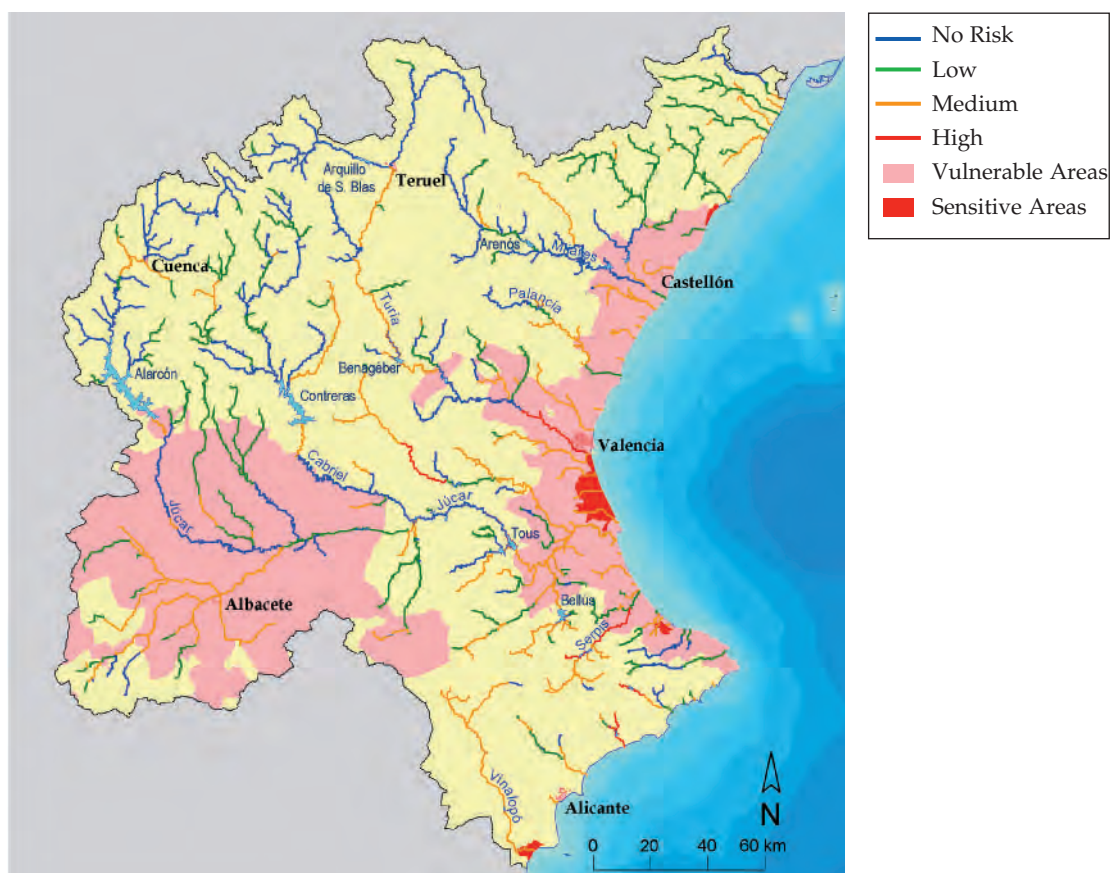 No Risk
Low
Medium
High
Vulnerable Areas
Sensitive Areas
Arquillo
de S. Blas
Teruel
Arenós
Mijares
Cuenca
Castellón
Palancia
Turia
Benagéber
Alarcón
Contreras
Valencia
Cabriel
Júcar
Júcar
Tous
Albacete
Bellús
Serpis
Vinalopó
Alicante
N
0 20 40 60 km